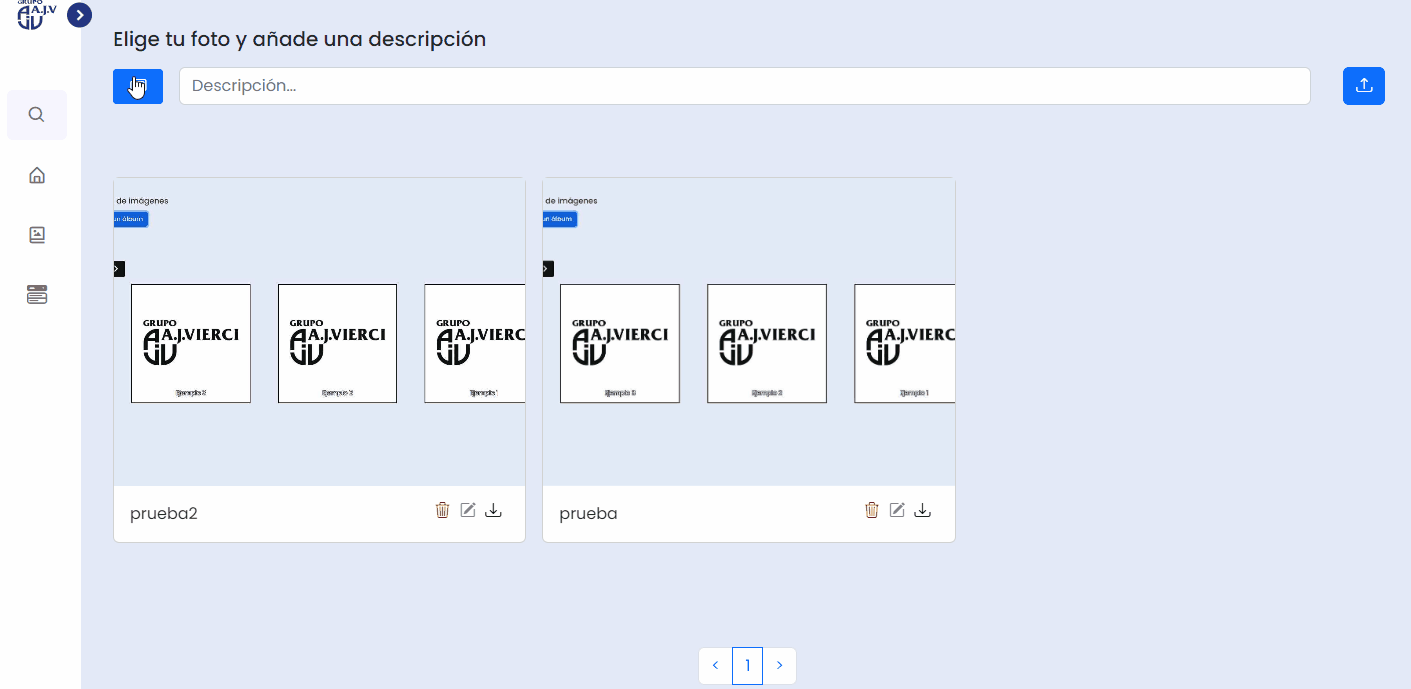 GRUPO
A.J.V
Elige tu foto y añade una descripción
Descripción...
de imágenes
un álbum
GRUPO
A.J.VIERCI
Ejemplo 3
GRUPO
A.J.VIERCI
Ejemplo 2
GRUPO
A.J.VIERC
Ejemplo 1
de imágenes
un álbum
GRUPO
A.J.VIERCI
Ejemplo 3
GRUPO
A.J.VIERCI
Ejemplo 2
GRUPO
A.J.VIERC
Ejemplo 1
prueba2
prueba
1